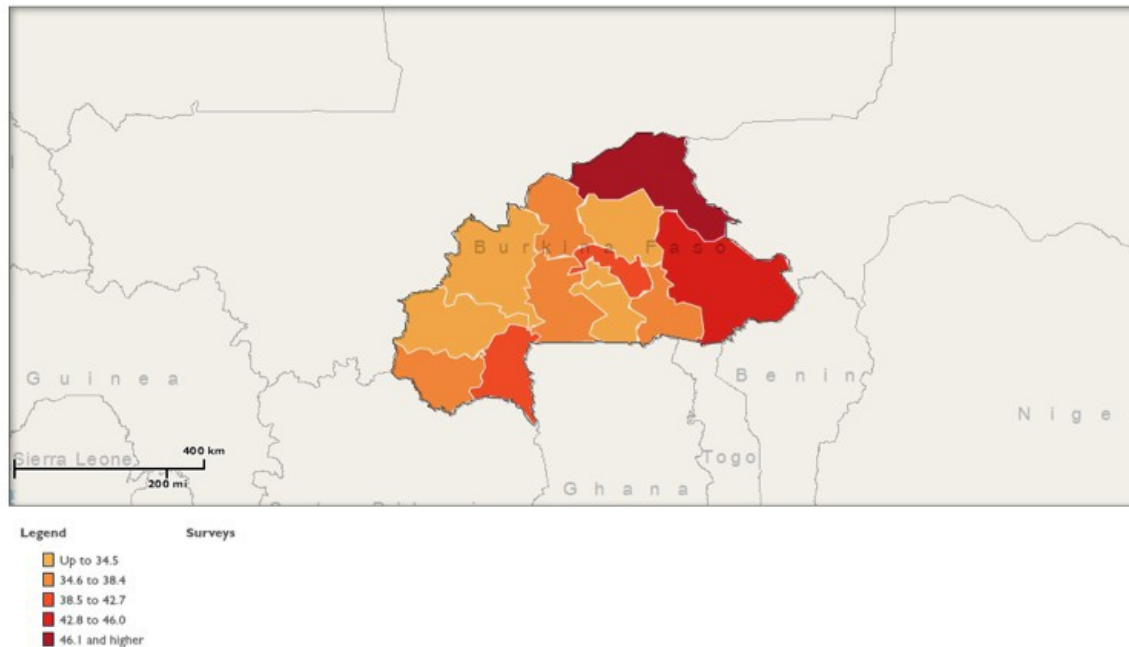 Burkina Faso
Guinea
Benin
Nige
Sierra Leone
400 km
200 mi
Togo
Ghana
Legend Surveys
Up to 34.5
34.6 to 38.4
38.5 to 42.7
42.8 to 46.0
46.1 and higher